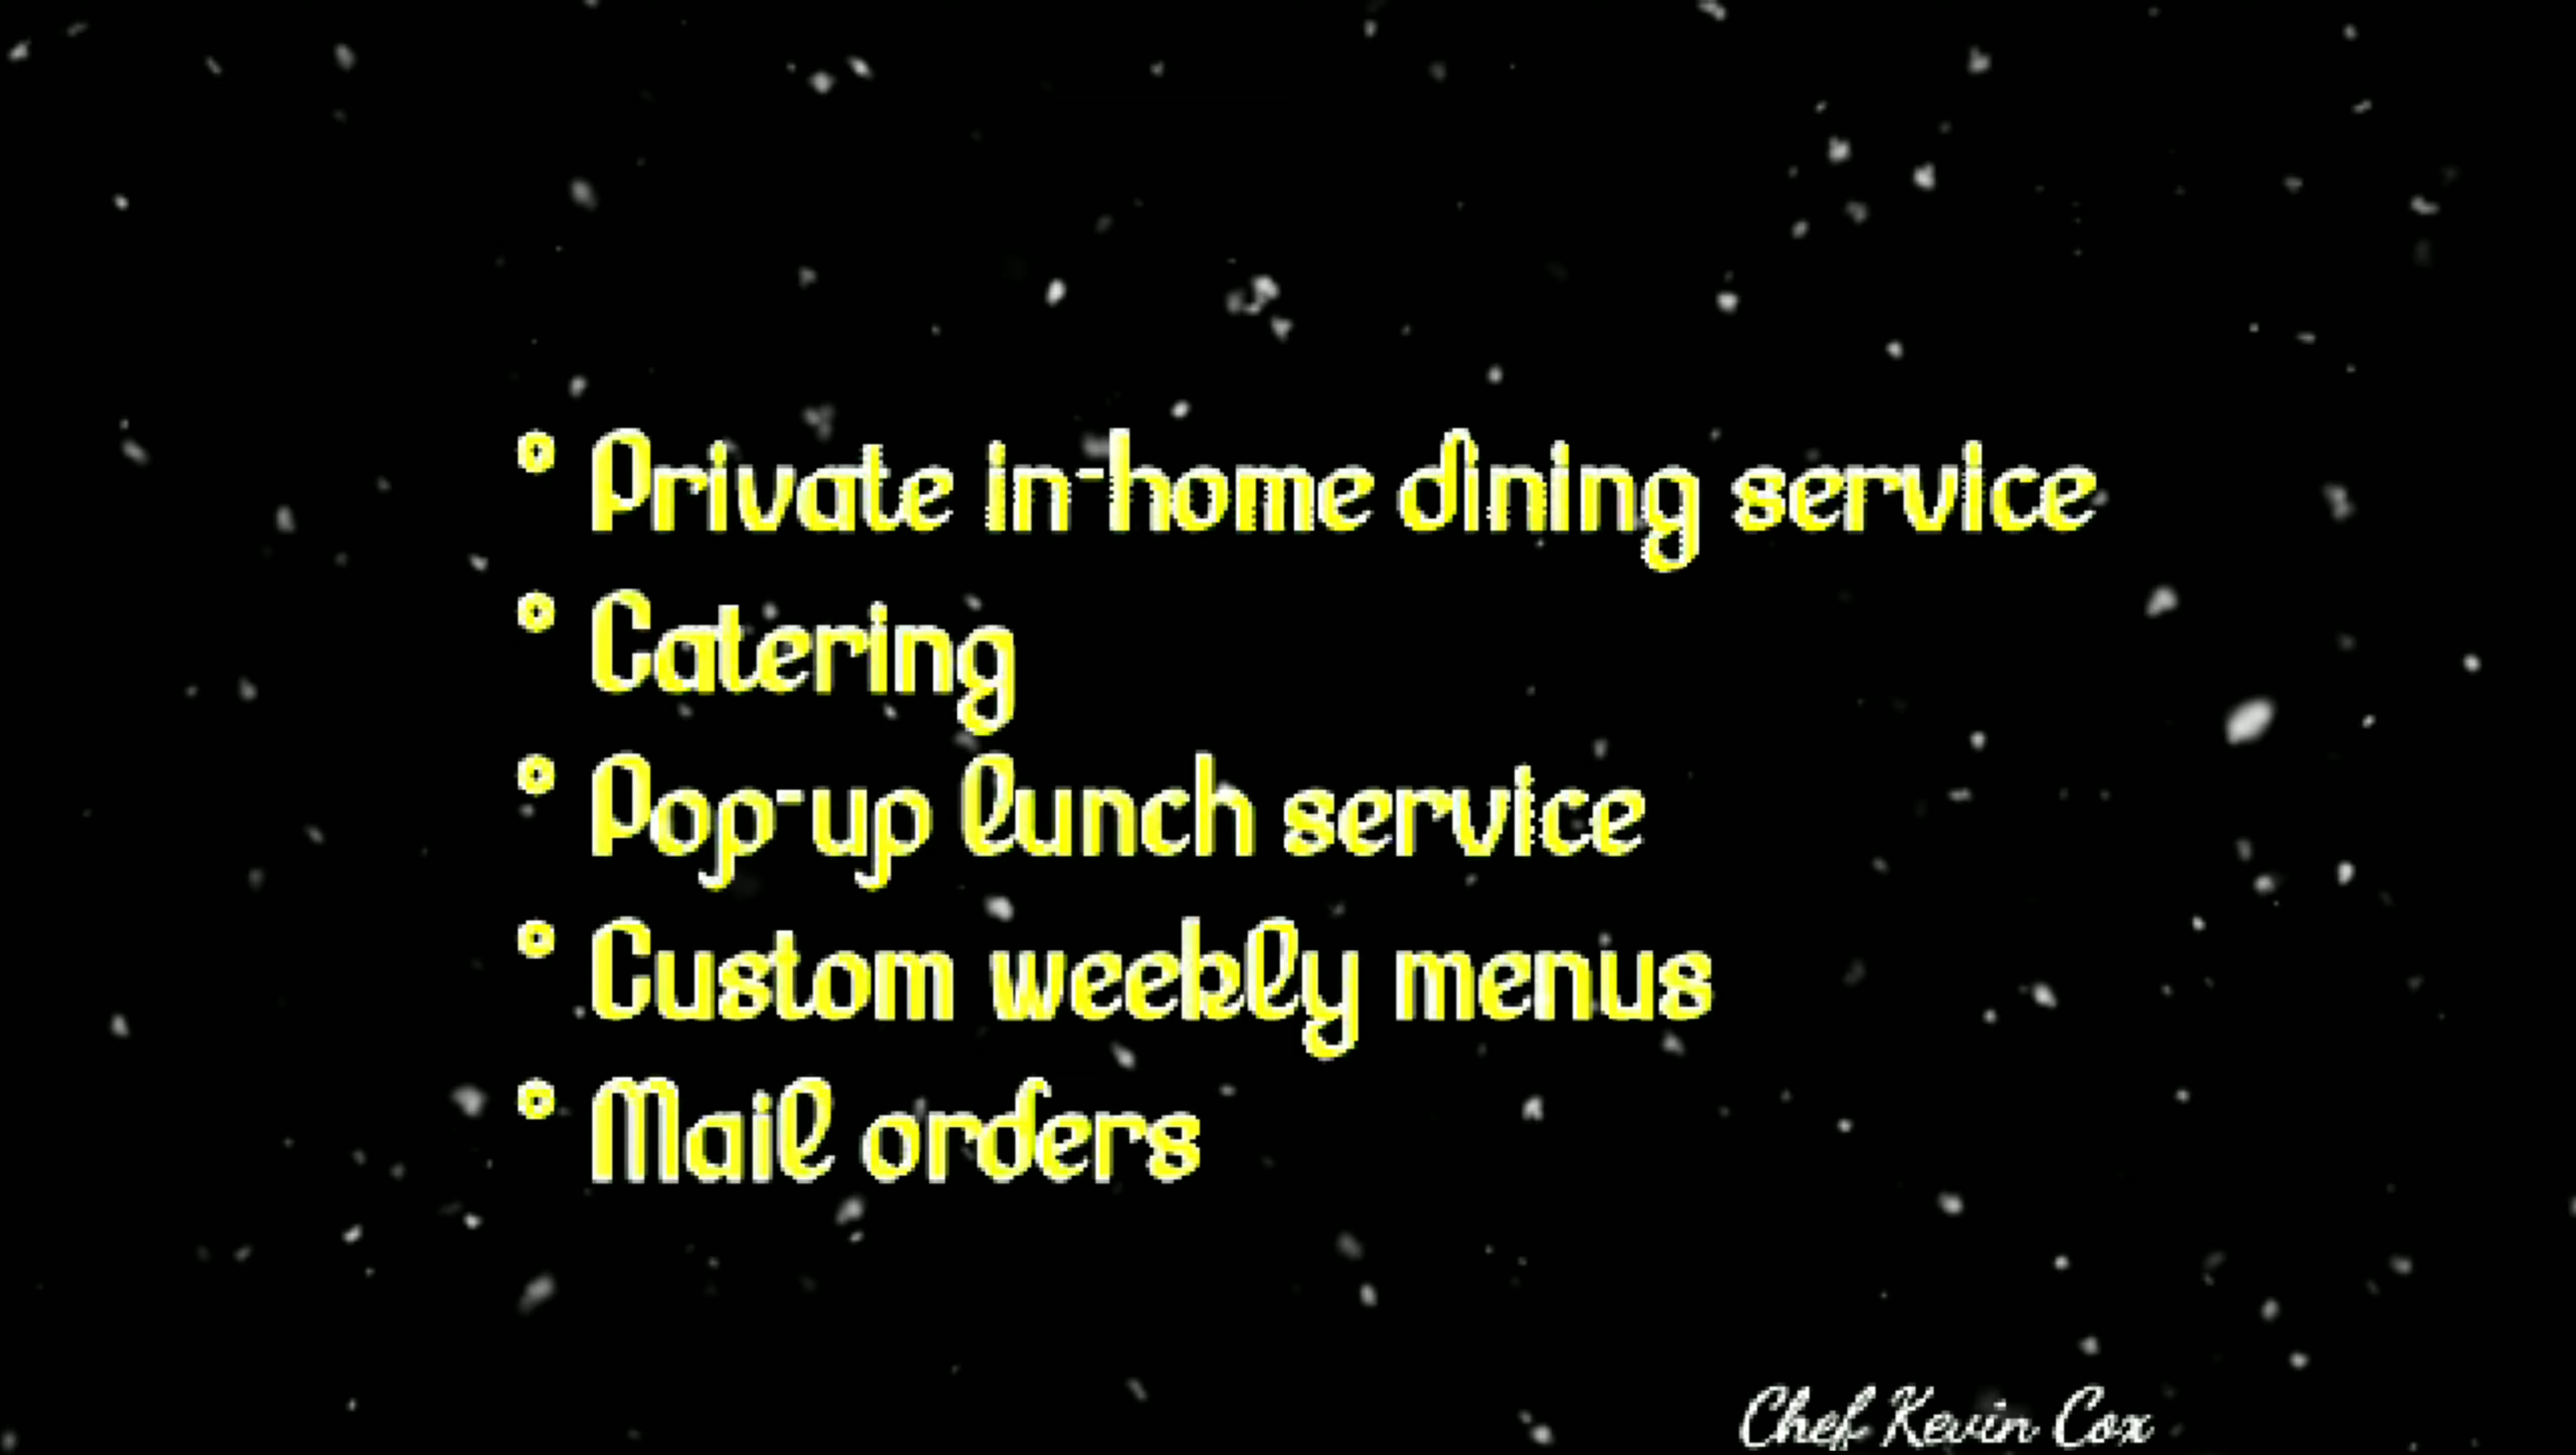 ° Private in-home dining service
° Catering
° Pop-up lunch service
° Custom weekly menus
° Mail orders
Chef Kevin Cox